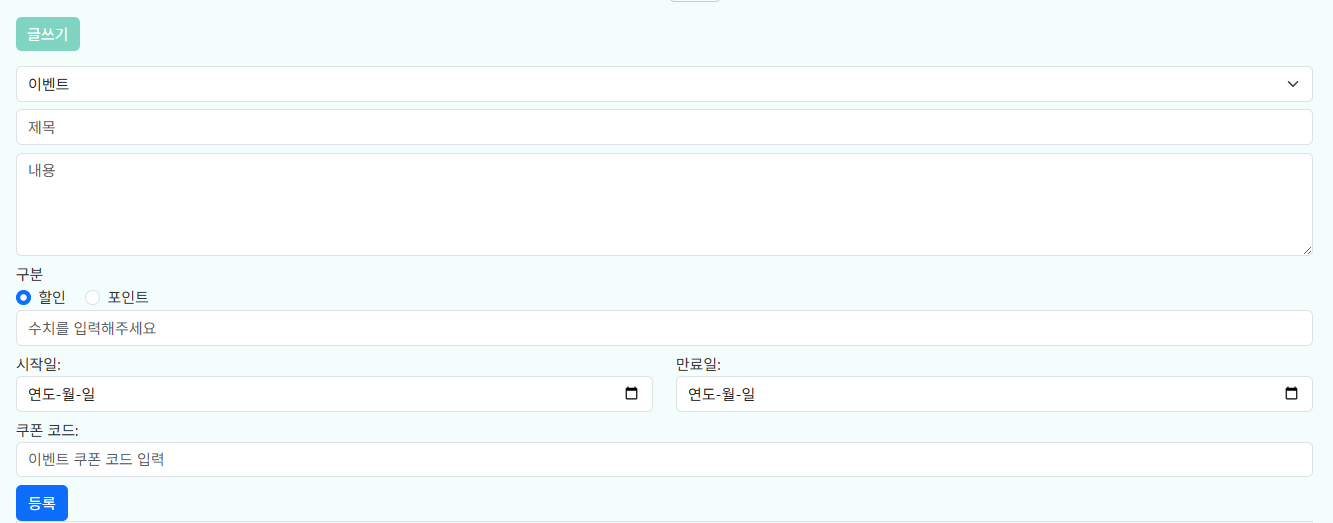 글쓰기
이벤트
제목
내용
구분
할인 포인트
수치를 입력해주세요
시작일: 만료일:
연도-월-일 연도-월-일
쿠폰 코드:
이벤트 쿠폰 코드 입력
등록